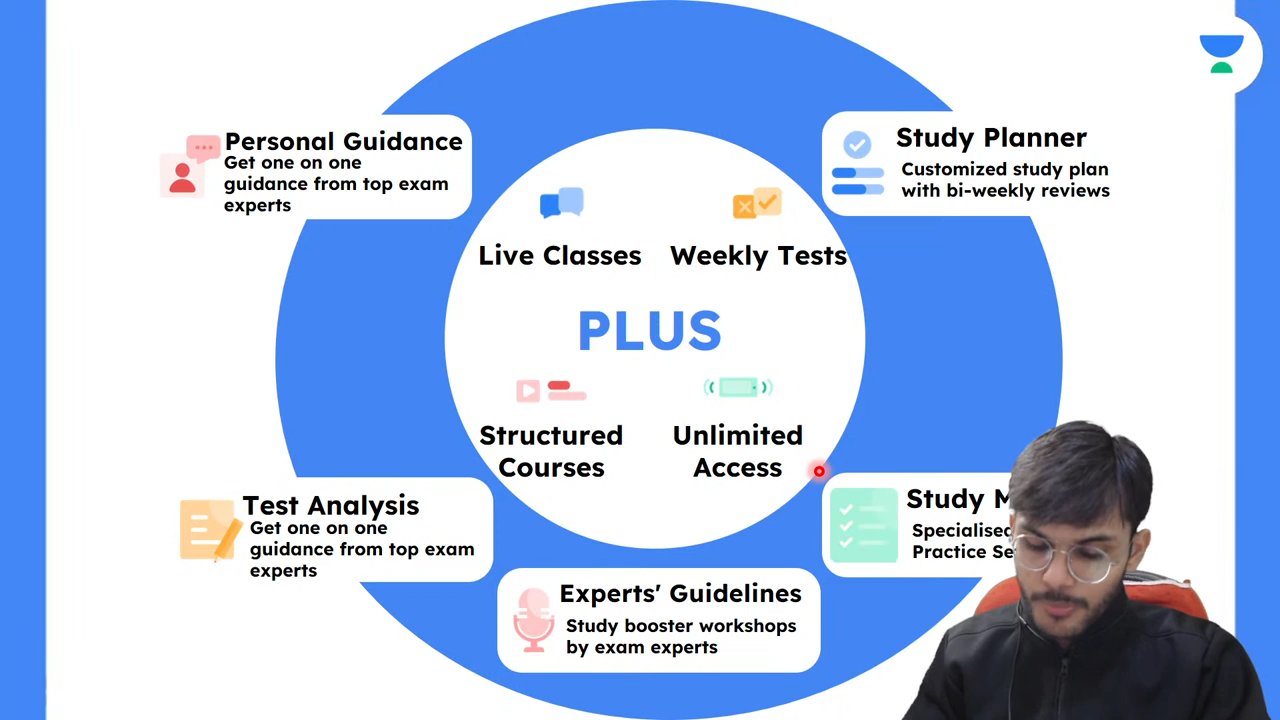 Personal Guidance
Get one on one
guidance from top exam
experts
Study Planner
Customized study plan
with bi-weekly reviews
Live Classes
Weekly Tests
PLUS
Structured
Courses
Unlimited
Access
Test Analysis
Get one on one
guidance from top exam
experts
Study
Practice
Experts' Guidelines
Study booster workshops
by exam experts